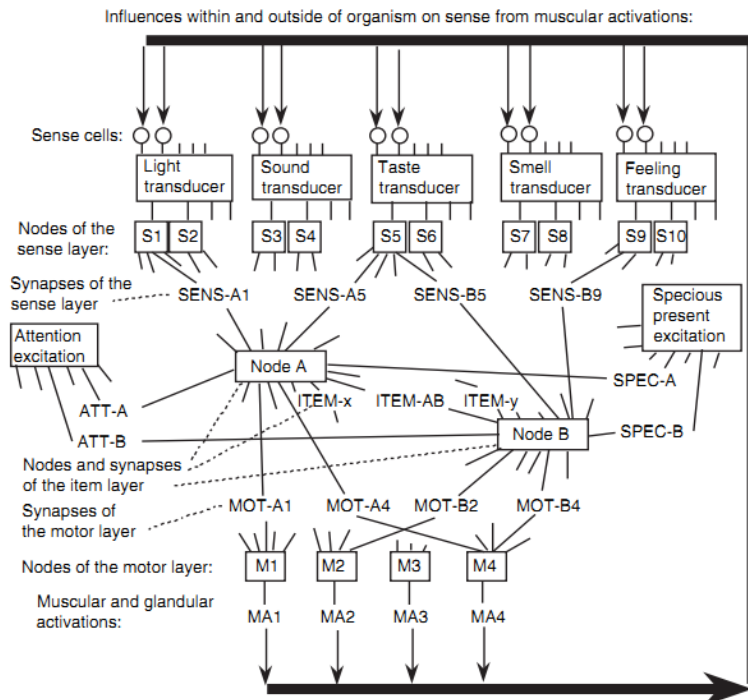 Influences within and outside of organism on sense from muscular activations:
Sense cells:
Light
transducer
Sound
transducer
Taste
transducer
Smell
transducer
Feeling
transducer
Nodes of the
sense layer:
S1 S2 S3 S4 S5 S6 S7 S8 S9 S10
Synapses of the
sense layer
SENS-A1 SENS-A5 SENS-B5 SENS-B9
Specious
present
excitation
Attention
excitation
Node A
SPEC-A
ATT-A
ITEM-x ITEM-AB ITEM-y
ATT-B
Node B
SPEC-B
Nodes and synapses
of the item layer
Synapses of
the motor layer
MOT-A1 MOT-A4 MOT-B2 MOT-B4
Nodes of the motor layer:
M1 M2 M3 M4
Muscular and glandular
activations:
MA1 MA2 MA3 MA4